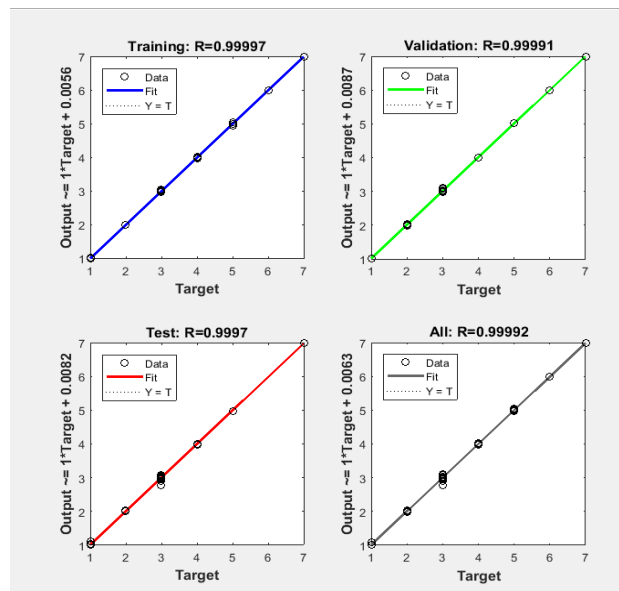 Training: R=0.99997
Output ~= 1*Target + 0.0056
7
6
5
4
3
2
1
Data
Fit
Y = T
1 2 3 4 5 6 7
Target
Validation: R=0.99991
Output ~= 1*Target + 0.0087
7
6
5
4
3
2
1
Data
Fit
Y = T
1 2 3 4 5 6 7
Target
Test: R=0.9997
Output ~= 1*Target + 0.0082
7
6
5
4
3
2
1
Data
Fit
Y = T
1 2 3 4 5 6 7
Target
All: R=0.99992
Output ~= 1*Target + 0.0063
7
6
5
4
3
2
1
Data
Fit
Y = T
1 2 3 4 5 6 7
Target